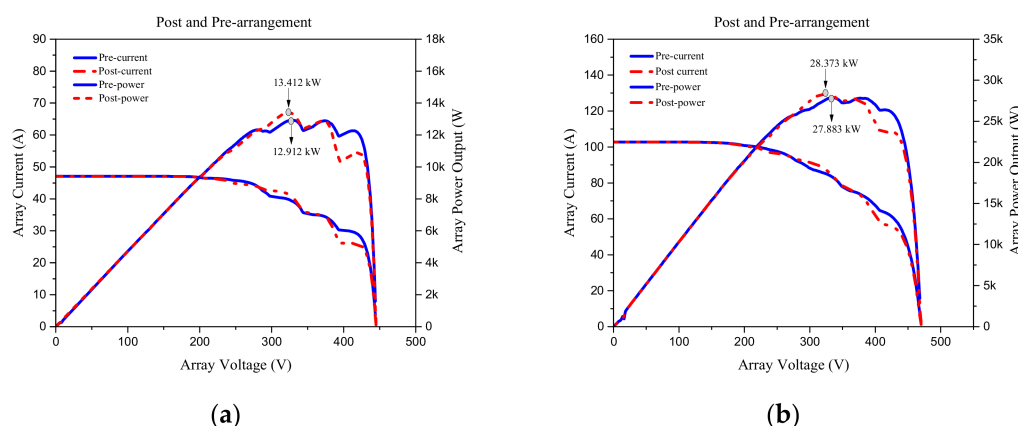 Post and Pre-arrangement
90
80
70
60
50
40
30
20
10
0
Array Current (A)
18k
16k
14k
12k
10k
8k
6k
4k
2k
0
Array Power Output (W
Pre-current
Post-current
Pre-power
Post-power
13.412 kW
12.912 kW
0 100 200 300 400 500
Array Voltage (V)
(a)
Post and Pre-arrangement
160
140
120
100
80
60
40
20
0
Array Current (A)
35k
30k
25k
20k
15k
10k
5k
0
Array Power Output (W)
Pre-current
Post current
Pre-power
Post-power
28.373 kW
27.883 kW
0 100 200 300 400 500
Array Voltage (V)
(b)